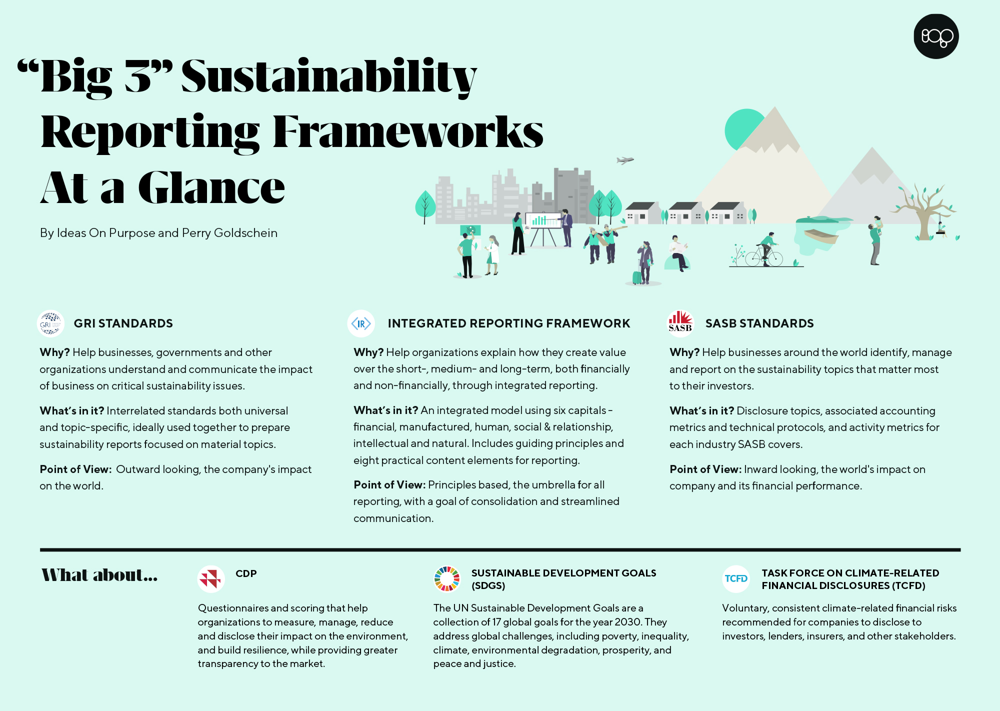 iop
“Big 3” Sustainability
Reporting Frameworks
At a Glance
By Ideas On Purpose and Perry Goldschein
GRI
GRI STANDARDS
Why? Help businesses, governments and other
organizations understand and communicate the impact
of business on critical sustainability issues.
What’s in it? Interrelated standards both universal
and topic-specific, ideally used together to prepare
sustainability reports focused on material topics.
Point of View: Outward looking, the company's impact
on the world.
<IR>
INTEGRATED REPORTING FRAMEWORK
Why? Help organizations explain how they create value
over the short-, medium- and long-term, both financially
and non-financially, through integrated reporting.
What’s in it? An integrated model using six capitals -
financial, manufactured, human, social & relationship,
intellectual and natural. Includes guiding principles and
eight practical content elements for reporting.
Point of View: Principles based, the umbrella for all
reporting, with a goal of consolidation and streamlined
communication.
SASB
SASB STANDARDS
Why? Help businesses around the world identify, manage
and report on the sustainability topics that matter most
to their investors.
What’s in it? Disclosure topics, associated accounting
metrics and technical protocols, and activity metrics for
each industry SASB covers.
Point of View: Inward looking, the world's impact on
company and its financial performance.
What about...
CDP
Questionnaires and scoring that help
organizations to measure, manage, reduce
and disclose their impact on the environment,
and build resilience, while providing greater
transparency to the market.
SUSTAINABLE DEVELOPMENT GOALS
(SDGS)
The UN Sustainable Development Goals are a
collection of 17 global goals for the year 2030. They
address global challenges, including poverty, inequality,
climate, environmental degradation, prosperity, and
peace and justice.
TCFD
TASK FORCE ON CLIMATE-RELATED
FINANCIAL DISCLOSURES (TCFD)
Voluntary, consistent climate-related financial risks
recommended for companies to disclose to
investors, lenders, insurers, and other stakeholders.